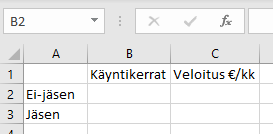 B2
fx
A B C
1 Käyntikerrat Veloitus €/kk
2 Ei-jäsen
3 Jäsen